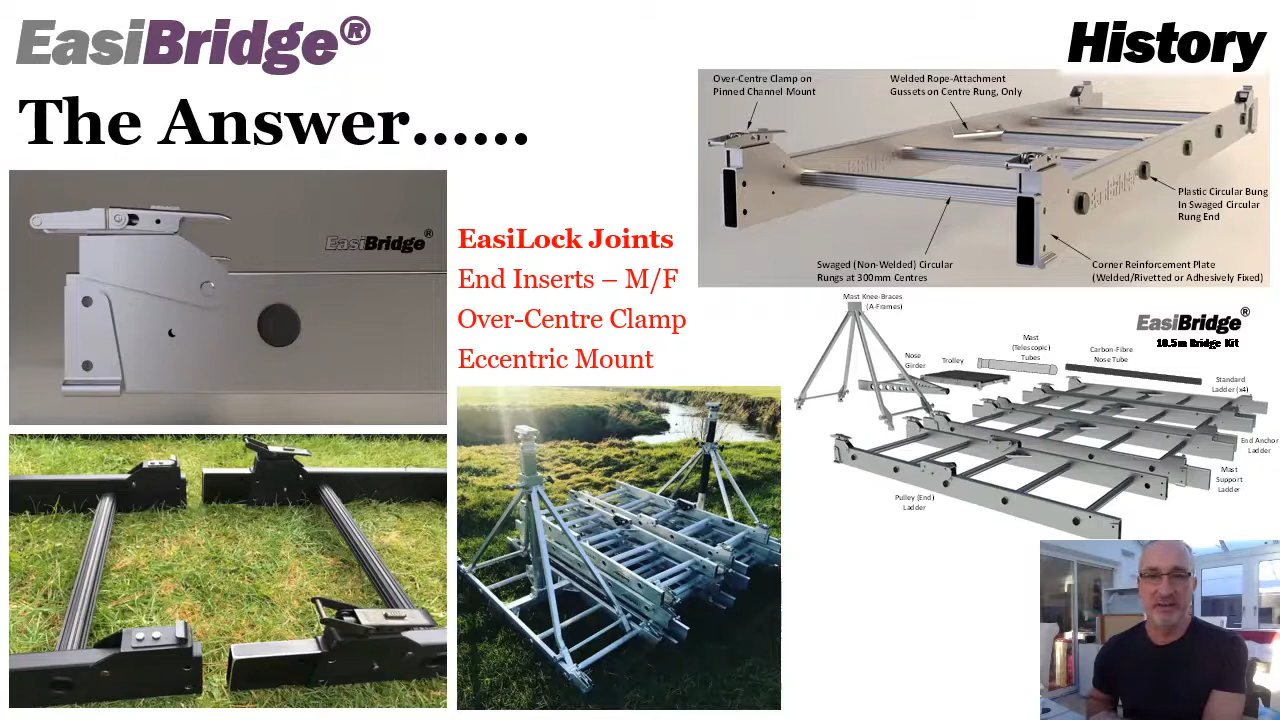 EasiBridge®
History
The Answer......
Over-Centre Clamp on
Pinned Channel Mount
Welded Rope-Attachment
Gussets on Centre Rung, Only
Plastic Circular Bung
In Swaged Circular
Rung End
Swaged (Non-Welded) Circular
Rungs at 300mm Centres
Corner Reinforcement Plate
(Welded/Rivetted or Adhesively Fixed)
EasiBridge®
EasiLock Joints
End Inserts – M/F
Over-Centre Clamp
Eccentric Mount
Mast Knee-Braces
(A-Frames)
EasiBridge®
10.5m Bridge Kit
Nose
Girder
Trolley
Mast
(Telescopic)
Tubes
Carbon-Fibre
Nose Tube
Standard
Ladder (x4)
End Anchor
Ladder
Mast
Support
Ladder
Pulley (End)
Ladder